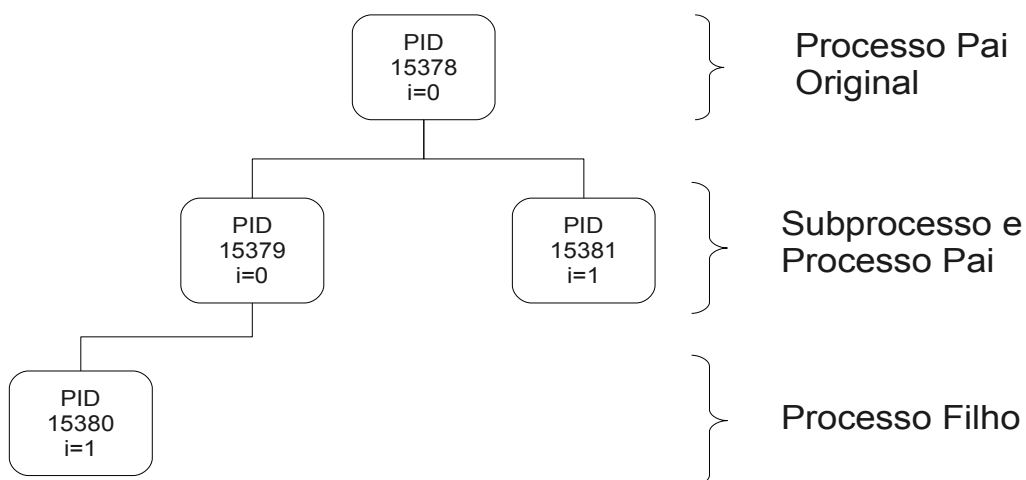 PID
15378
i=0
Processo Pai
Original
PID
15379
i=0
PID
15381
i=1
Subprocesso e
Processo Pai
PID
15380
i=1
Processo Filho